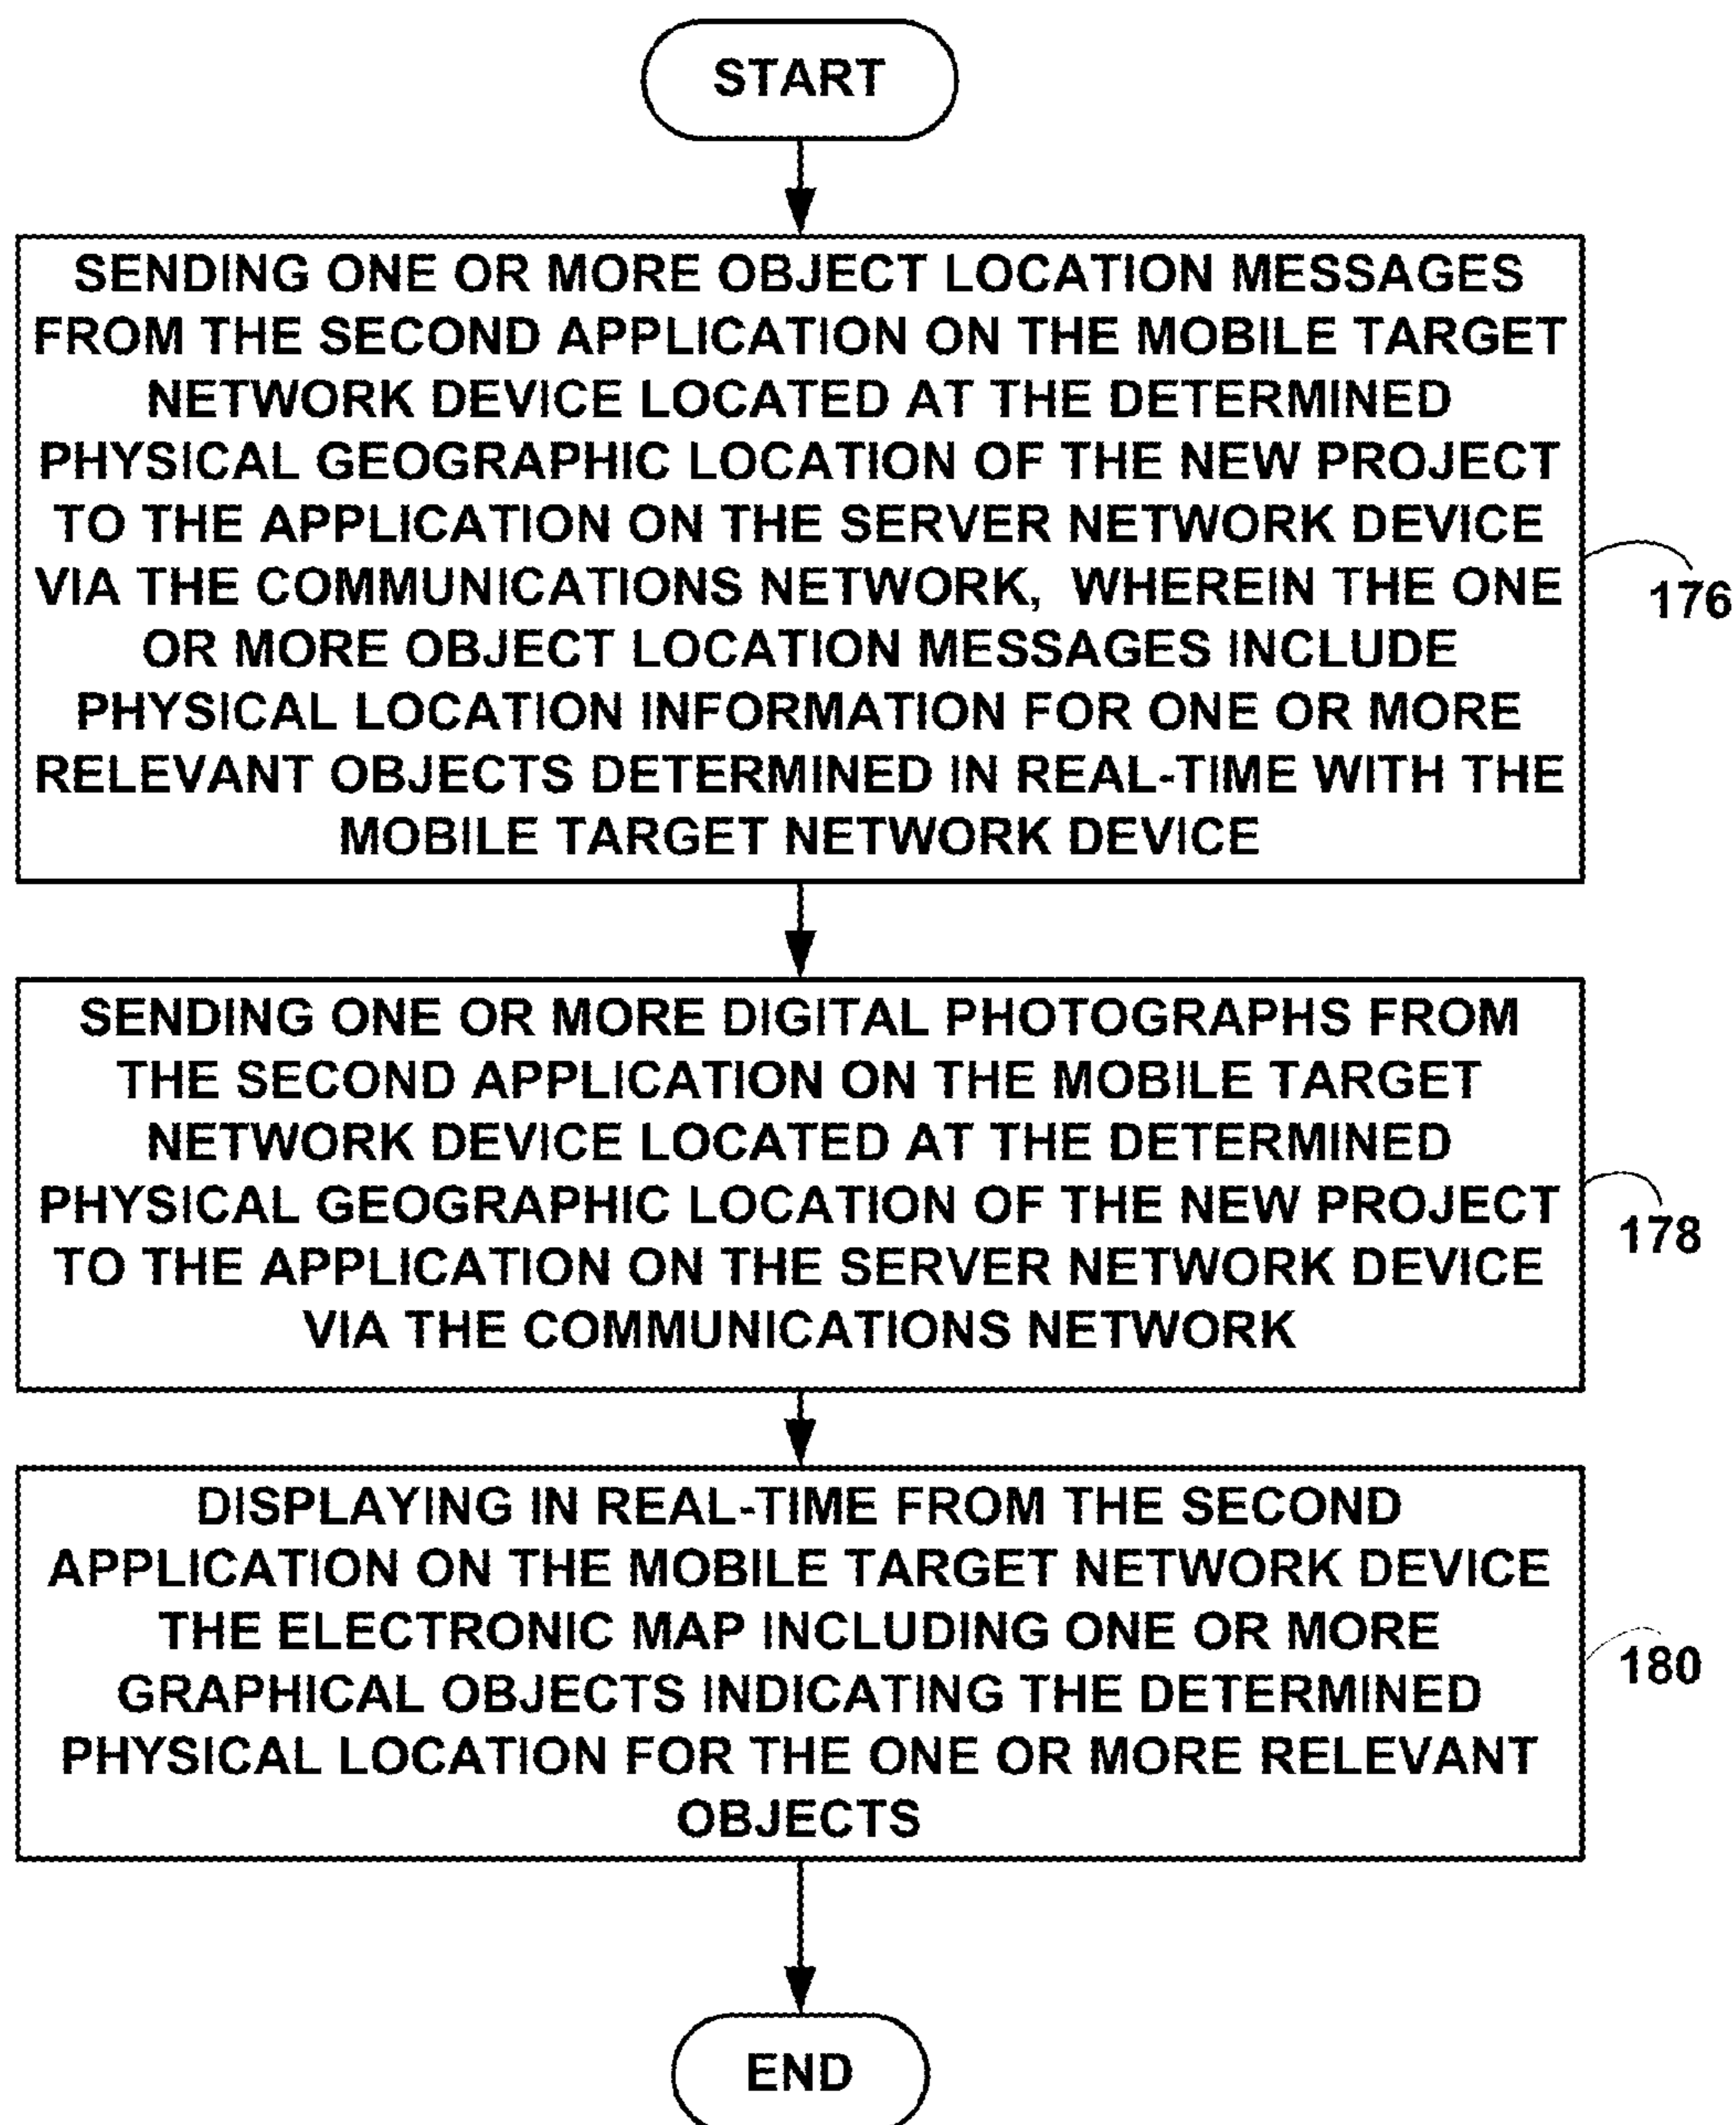 START
SENDING ONE OR MORE OBJECT LOCATION MESSAGES
FROM THE SECOND APPLICATION ON THE MOBILE TARGET
NETWORK DEVICE LOCATED AT THE DETERMINED
PHYSICAL GEOGRAPHIC LOCATION OF THE NEW PROJECT
TO THE APPLICATION ON THE SERVER NETWORK DEVICE
VIA THE COMMUNICATIONS NETWORK, WHEREIN THE ONE
OR MORE OBJECT LOCATION MESSAGES INCLUDE
PHYSICAL LOCATION INFORMATION FOR ONE OR MORE
RELEVANT OBJECTS DETERMINED IN REAL-TIME WITH THE
MOBILE TARGET NETWORK DEVICE
176
SENDING ONE OR MORE DIGITAL PHOTOGRAPHS FROM
THE SECOND APPLICATION ON THE MOBILE TARGET
NETWORK DEVICE LOCATED AT THE DETERMINED
PHYSICAL GEOGRAPHIC LOCATION OF THE NEW PROJECT
TO THE APPLICATION ON THE SERVER NETWORK DEVICE
VIA THE COMMUNICATIONS NETWORK
178
DISPLAYING IN REAL-TIME FROM THE SECOND
APPLICATION ON THE MOBILE TARGET NETWORK DEVICE
THE ELECTRONIC MAP INCLUDING ONE OR MORE
GRAPHICAL OBJECTS INDICATING THE DETERMINED
PHYSICAL LOCATION FOR THE ONE OR MORE RELEVANT
OBJECTS
180
END